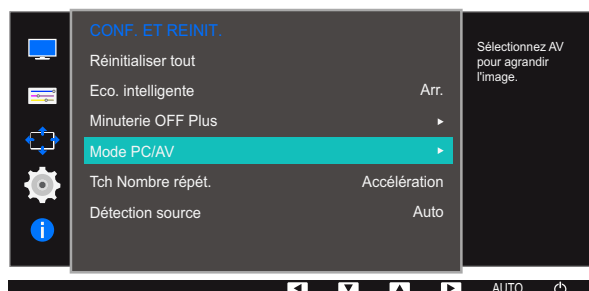 CONF. ET REINIT.
Réinitialiser tout
Eco. intelligente Arr.
Minuterie OFF Plus
Mode PC/AV
Tch Nombre répét. Accélération
Détection source Auto
Sélectionnez AV
pour agrandir
l'image.
AUTO